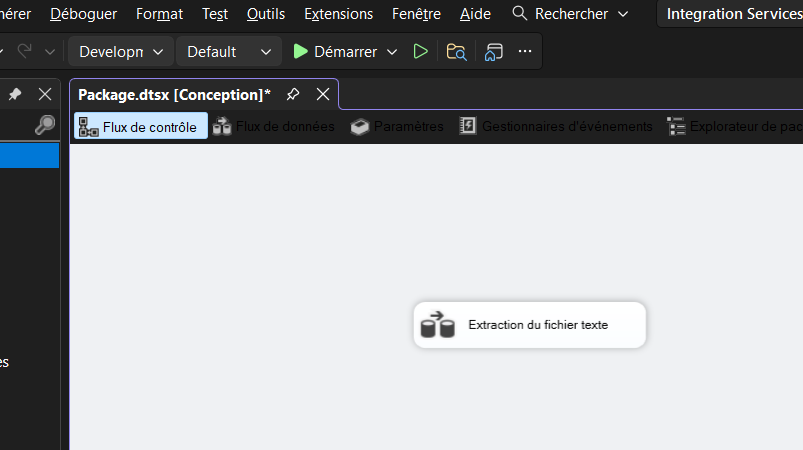 nérer Déboguer Format Test Outils Extensions Fenêtre Aide Rechercher Integration Services
Developn Default Démarrer ...
Package.dtsx [Conception]*
Flux de contrôle Flux de données Paramètres Gestionnaires d'événements Explorateur de pac
Extraction du fichier texte
es